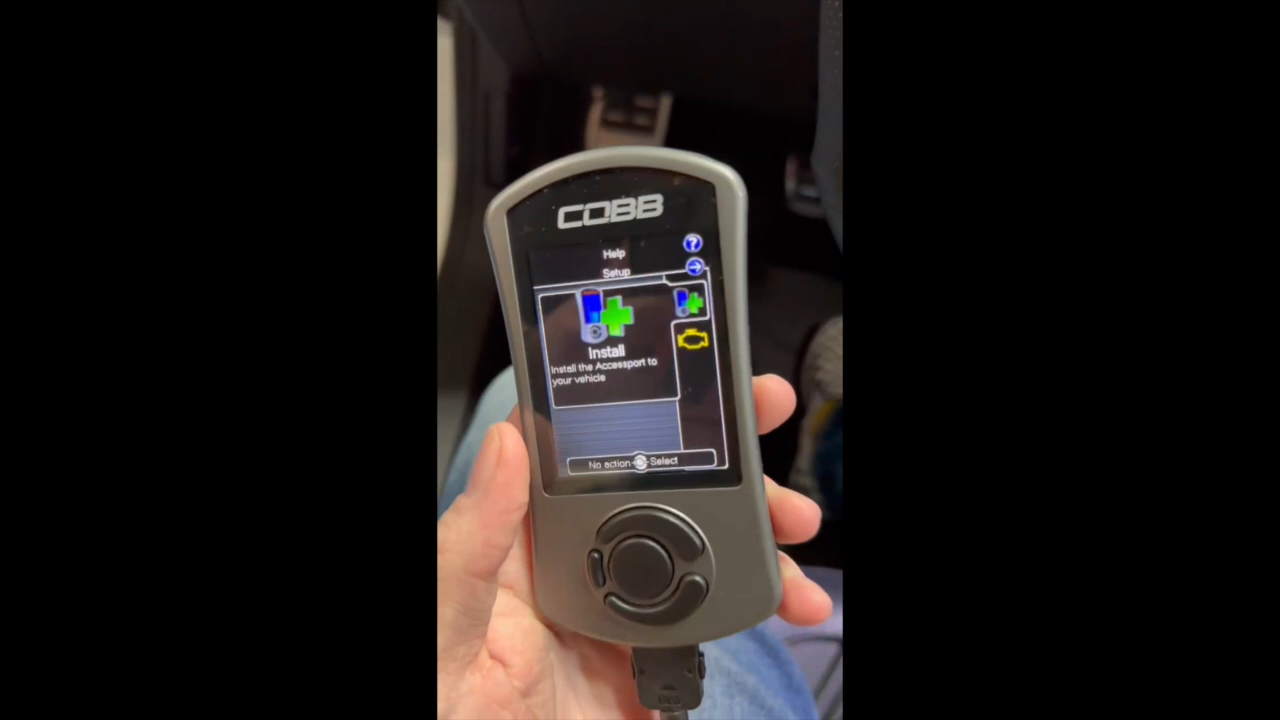 COBB
Help
Setup
Install
Install the Accessport to
your vehicle
No action Select